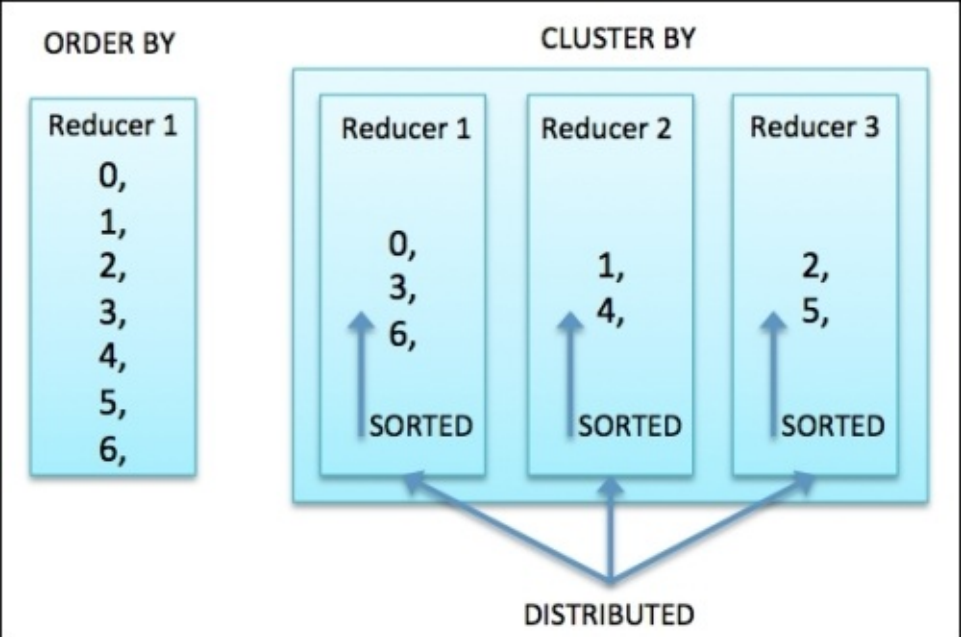 ORDER BY
Reducer 1
0,
1,
2,
3,
4,
5,
6,
CLUSTER BY
Reducer 1
0,
3,
6,
SORTED
Reducer 2
1,
4,
SORTED
Reducer 3
2,
5,
SORTED
DISTRIBUTED